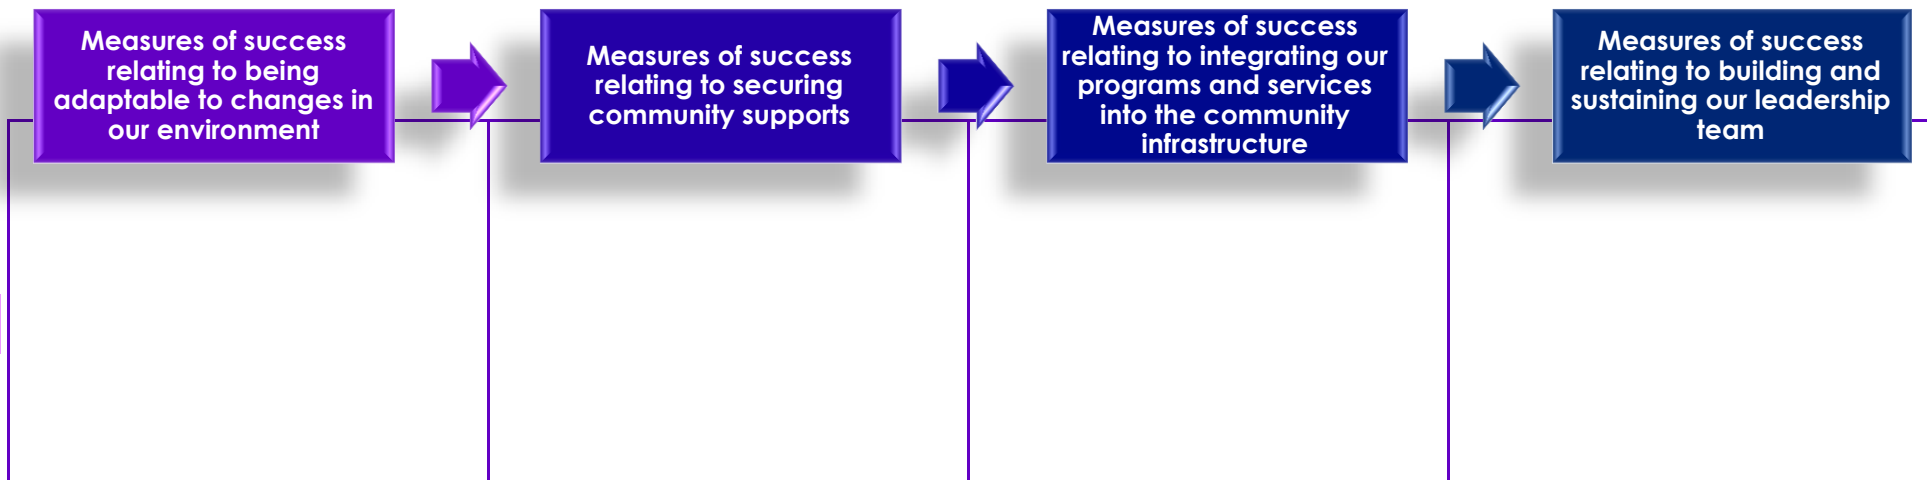 Measures of success
relating to being
adaptable to changes in
our environment
Measures of success
relating to securing
community supports
Measures of success
relating to integrating our
programs and services
into the community
infrastructure
Measures of success
relating to building and
sustaining our leadership
team